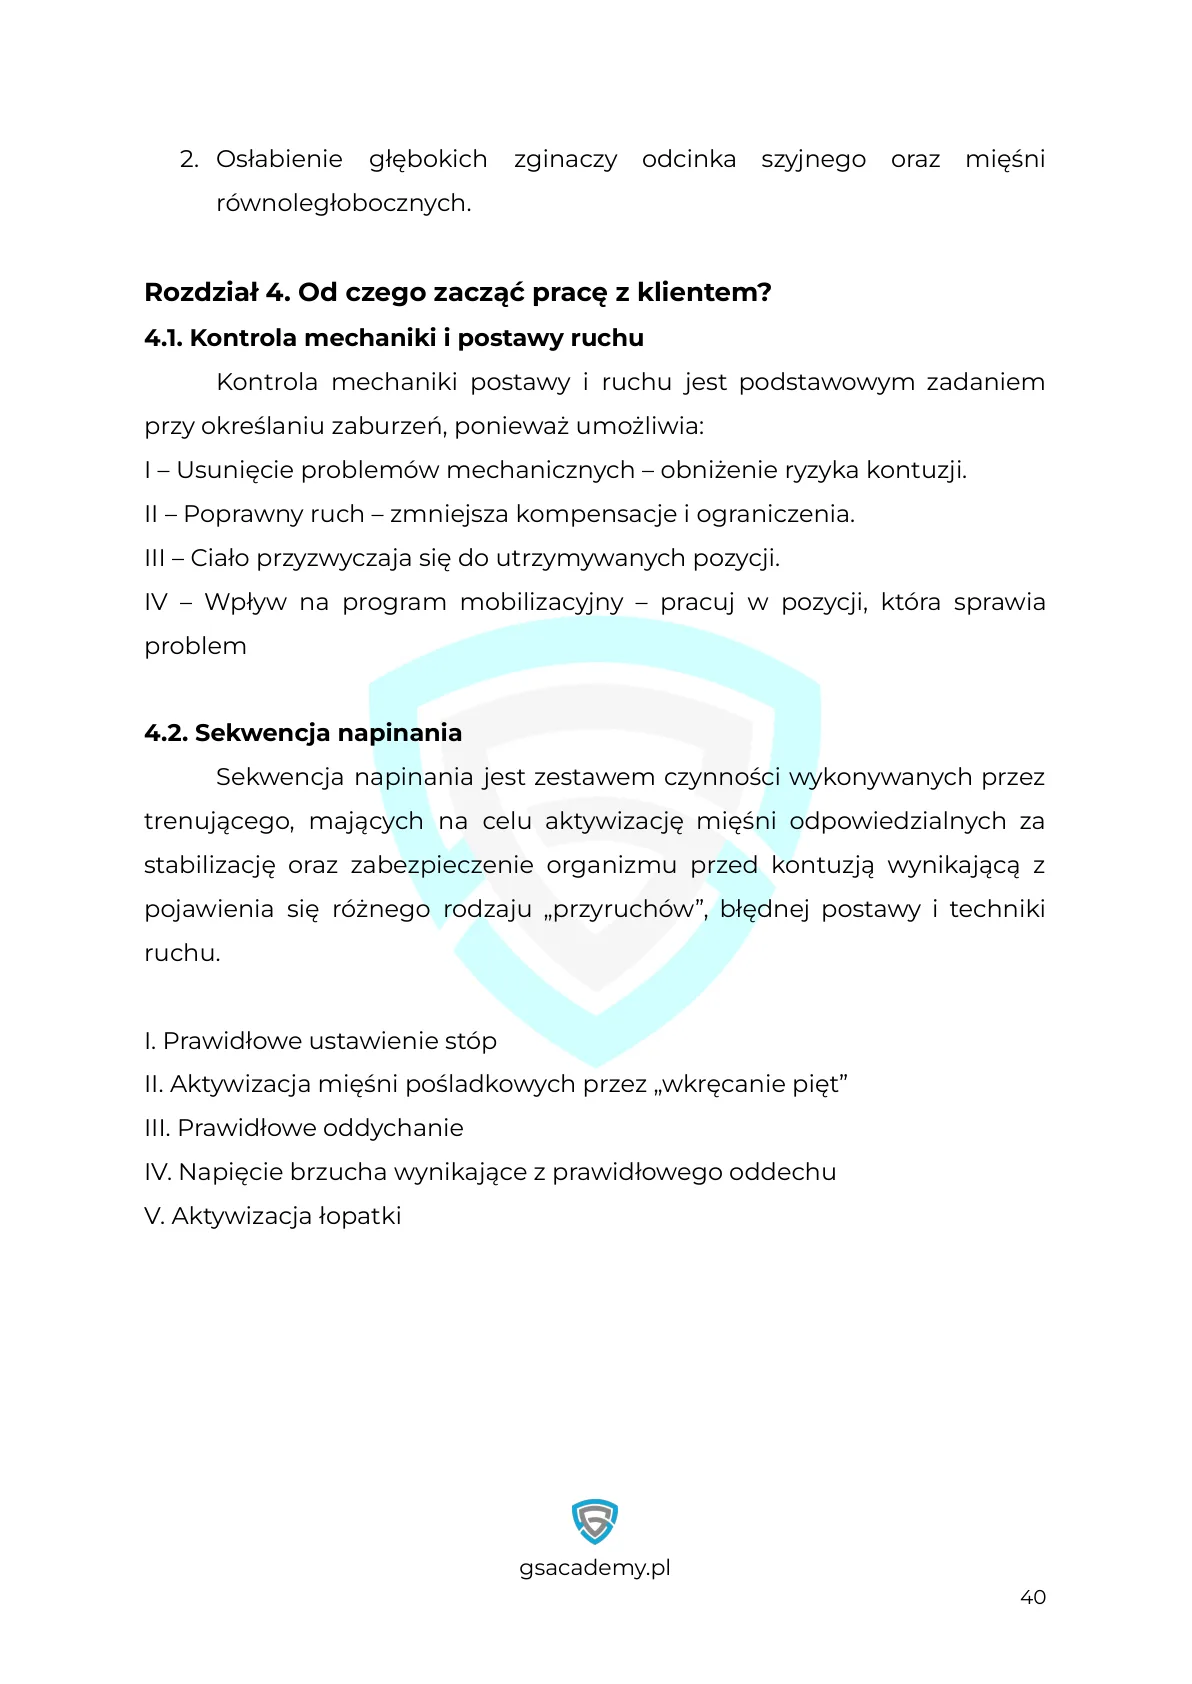 2. Osłabienie głębokich zginaczy odcinka szyjnego oraz mięśni
równoległobocznych.
Rozdział 4. Od czego zacząć pracę z klientem?
4.1. Kontrola mechaniki i postawy ruchu
Kontrola mechaniki postawy i ruchu jest podstawowym zadaniem
przy określaniu zaburzeń, ponieważ umożliwia:
I – Usunięcie problemów mechanicznych – obniżenie ryzyka kontuzji.
II – Poprawny ruch – zmniejsza kompensacje i ograniczenia.
III – Ciało przyzwyczaja się do utrzymywanych pozycji.
IV – Wpływ na program mobilizacyjny – pracuj w pozycji, która sprawia
problem
4.2. Sekwencja napinania
Sekwencja napinania jest zestawem czynności wykonywanych przez
trenującego, mających na celu aktywizację mięśni odpowiedzialnych za
stabilizację oraz zabezpieczenie organizmu przed kontuzją wynikającą z
pojawienia się różnego rodzaju „przyruchów”, błędnej postawy i techniki
ruchu.
I. Prawidłowe ustawienie stóp
II. Aktywizacja mięśni pośladkowych przez „wkręcanie pięt”
III. Prawidłowe oddychanie
IV. Napięcie brzucha wynikające z prawidłowego oddechu
V. Aktywizacja łopatki
gsacademy.pl
40